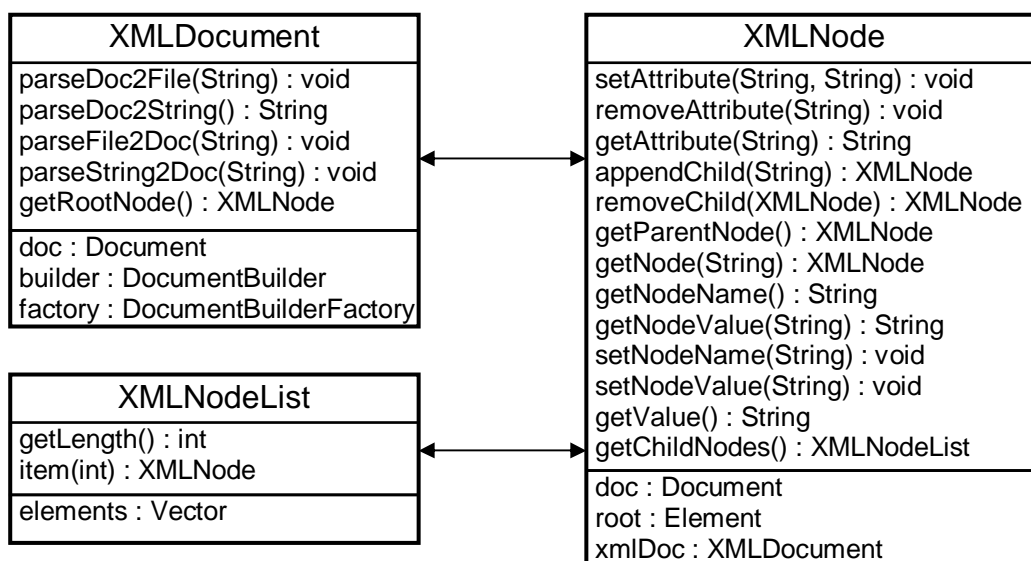 XMLDocument
parseDoc2File(String) : void
parseDoc2String() : String
parseFile2Doc(String) : void
parseString2Doc(String) : void
getRootNode() : XMLNode
doc : Document
builder : DocumentBuilder
factory : DocumentBuilderFactory
XMLNodeList
getLength() : int
item(int) : XMLNode
elements : Vector
XMLNode
setAttribute(String, String) : void
removeAttribute(String) : void
getAttribute(String) : String
appendChild(String) : XMLNode
removeChild(XMLNode) : XMLNode
getParentNode() : XMLNode
getNode(String) : XMLNode
getNodeName() : String
getNodeValue(String) : String
setNodeName(String) : void
setNodeValue(String) : void
getValue() : String
getChildNodes() : XMLNodeList
doc : Document
root : Element
xmlDoc : XMLDocument